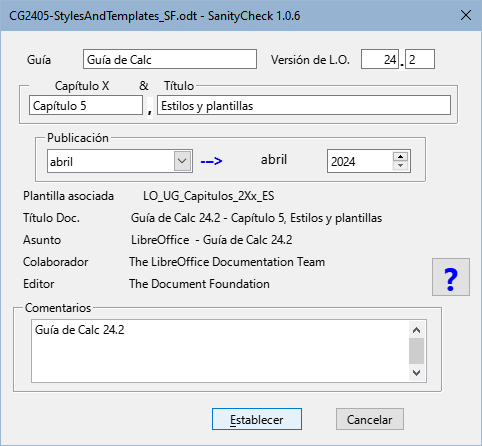 CG2405-StylesAndTemplates_SF.odt - SanityCheck 1.0.6
Guía Guía de Calc Versión de L.O. 24 . 2
Capítulo X & Título
Capítulo 5 , Estilos y plantillas
Publicación
abril ---> abril 2024
Plantilla asociada LO_UG_Capitulos_2Xx_ES
Título Doc. Guía de Calc 24.2 - Capítulo 5, Estilos y plantillas
Asunto LibreOffice - Guía de Calc 24.2
Colaborador The LibreOffice Documentation Team
Editor The Document Foundation
?
Comentarios
Guía de Calc 24.2
Establecer Cancelar